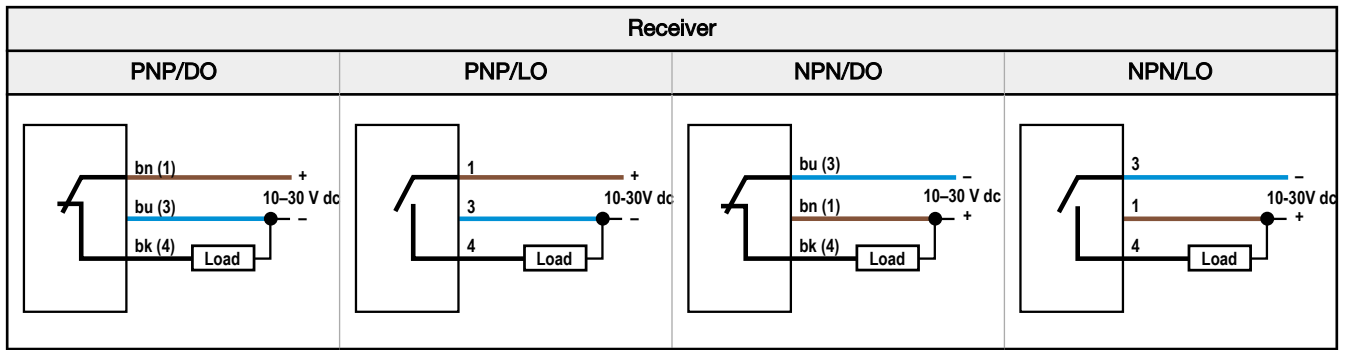 Receiver
PNP/DO PNP/LO NPN/DO NPN/LO
bn (1) +
10–30 V dc
bu (3) –
bk (4) Load
1 +
10-30V dc
3 –
4 Load
bu (3) –
10–30 V dc
bn (1) +
bk (4) Load
3 –
10-30V dc
1 +
4 Load